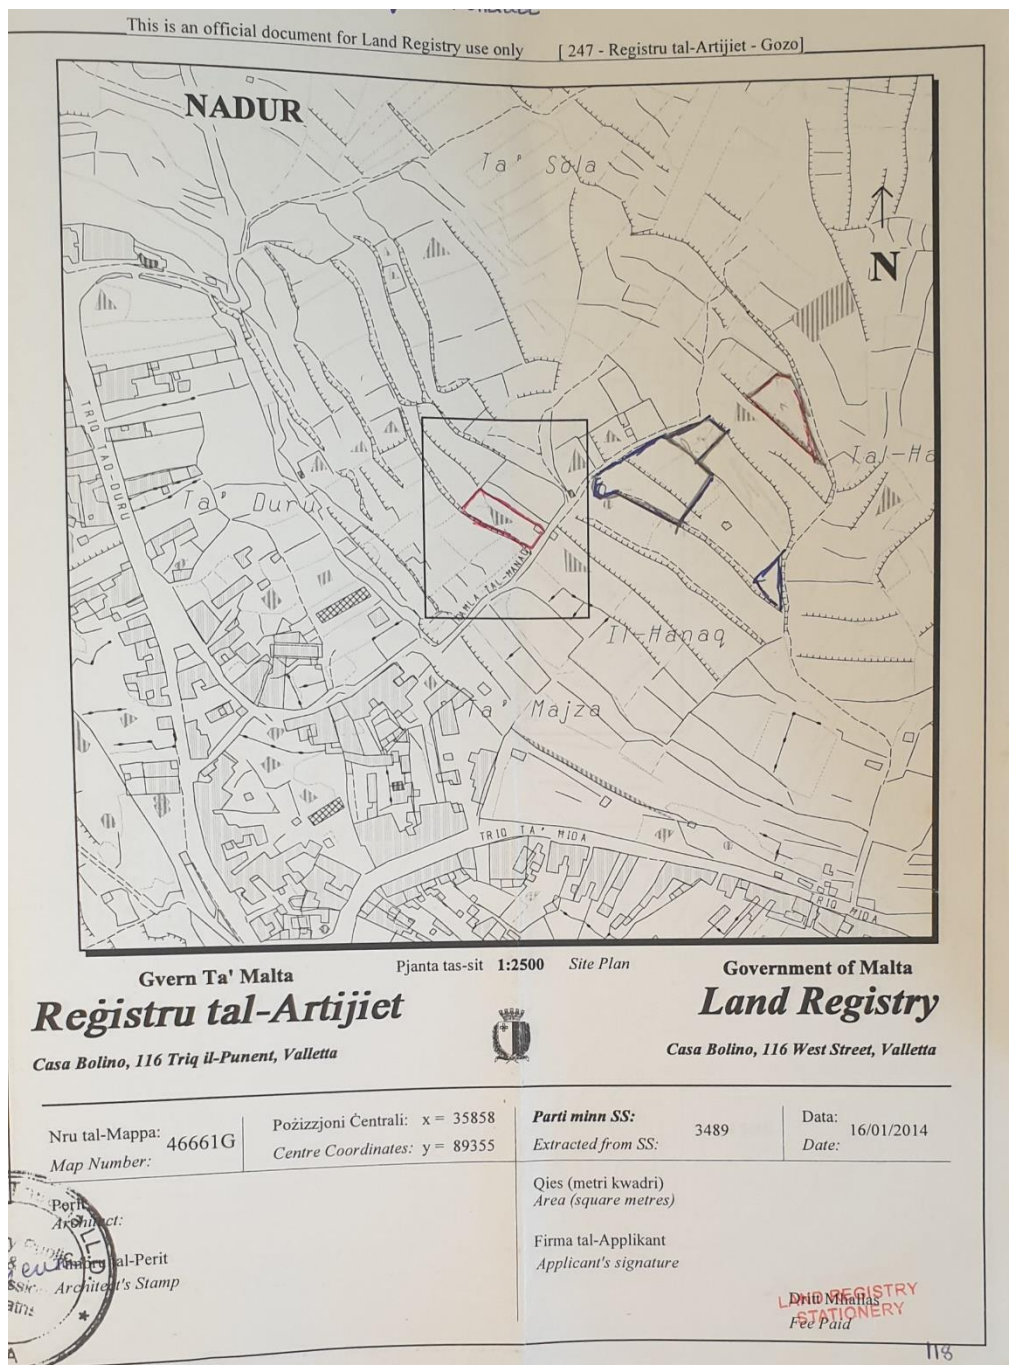 This is an official document for Land Registry use only [ 247 - Registru tal-Artijiet - Gozo]
NADUR
Ta' Sola
N
TRIQ TAD-DURU
Ta' Duru
Tal-Ha
TAL-HANAQ
Il-Hanaq
Ta' Majza
TRIQ TA' MIDA
TRIQ MIDA
Pjanta tas-sit 1:2500 Site Plan
Gvern Ta' Malta
Reġistru tal-Artijiet
Casa Bolino, 116 Triq il-Punent, Valletta
Government of Malta
Land Registry
Casa Bolino, 116 West Street, Valletta
Nru tal-Mappa: 46661G
Map Number:
Pożizzjoni Ċentrali: x = 35858
Centre Coordinates: y = 89355
Parti minn SS: 3489
Extracted from SS:
Data: 16/01/2014
Date:
Perit
Architect:
Timbru tal-Perit
Architect's Stamp
LL.D.
Qies (metri kwadri)
Area (square metres)
Firma tal-Applikant
Applicant's signature
Dritt Mħallas
Fee Paid
LAND REGISTRY
STATIONERY
118